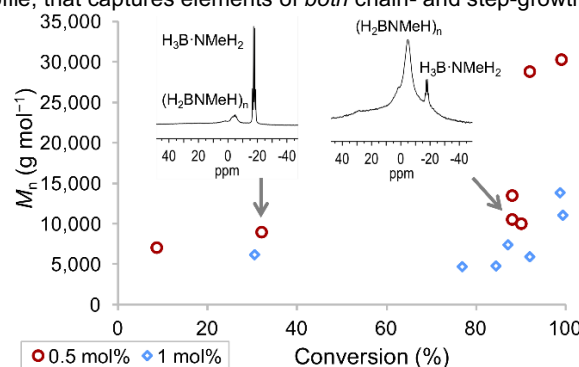 ofile, that captures elements of both chain- and step-growth
35,000
30,000
25,000
20,000
15,000
10,000
5,000
0
Mn (g mol⁻¹)
H₃B·NMeH₂
(H₂BNMeH)ₙ
40 20 0 -20 -40
ppm
(H₂BNMeH)ₙ
H₃B·NMeH₂
40 20 0 -20 -40
ppm
0 20 40 60 80 100
Conversion (%)
0.5 mol% 1 mol%